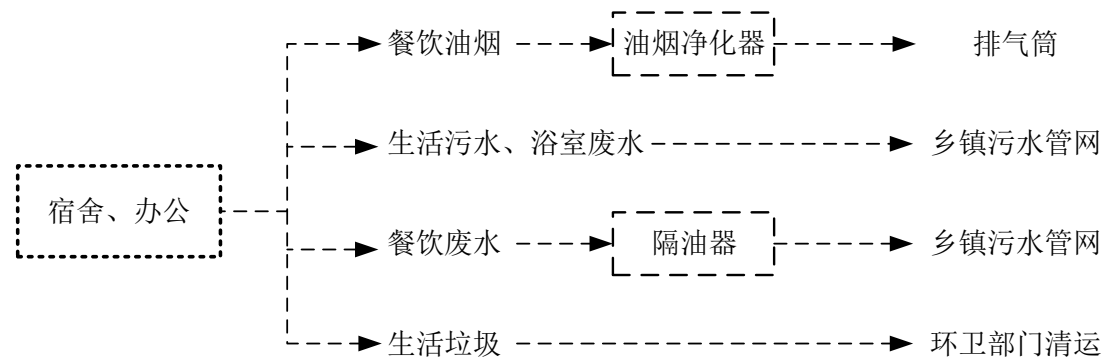 餐饮油烟 油烟净化器 排气筒
生活污水、浴室废水 乡镇污水管网
宿舍、办公
餐饮废水 隔油器 乡镇污水管网
生活垃圾 环卫部门清运